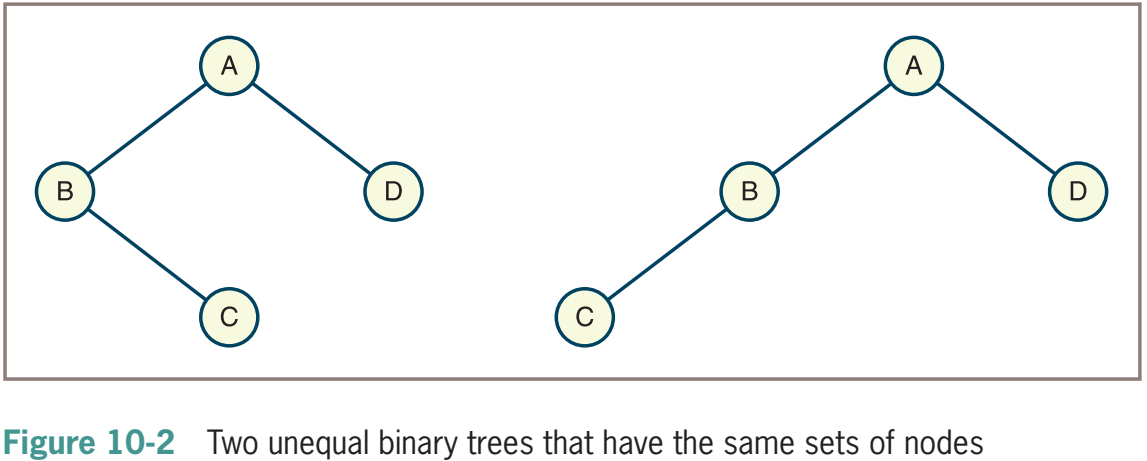 A A
B D B D
C C
Figure 10-2 Two unequal binary trees that have the same sets of nodes